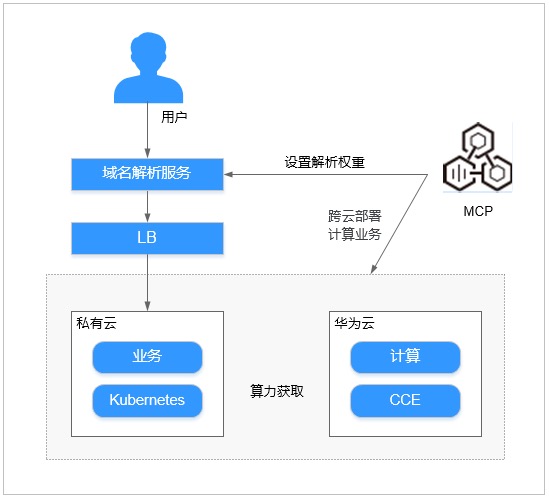 用户
域名解析服务
设置解析权重
MCP
跨云部署
计算业务
LB
私有云
业务
Kubernetes
算力获取
华为云
计算
CCE